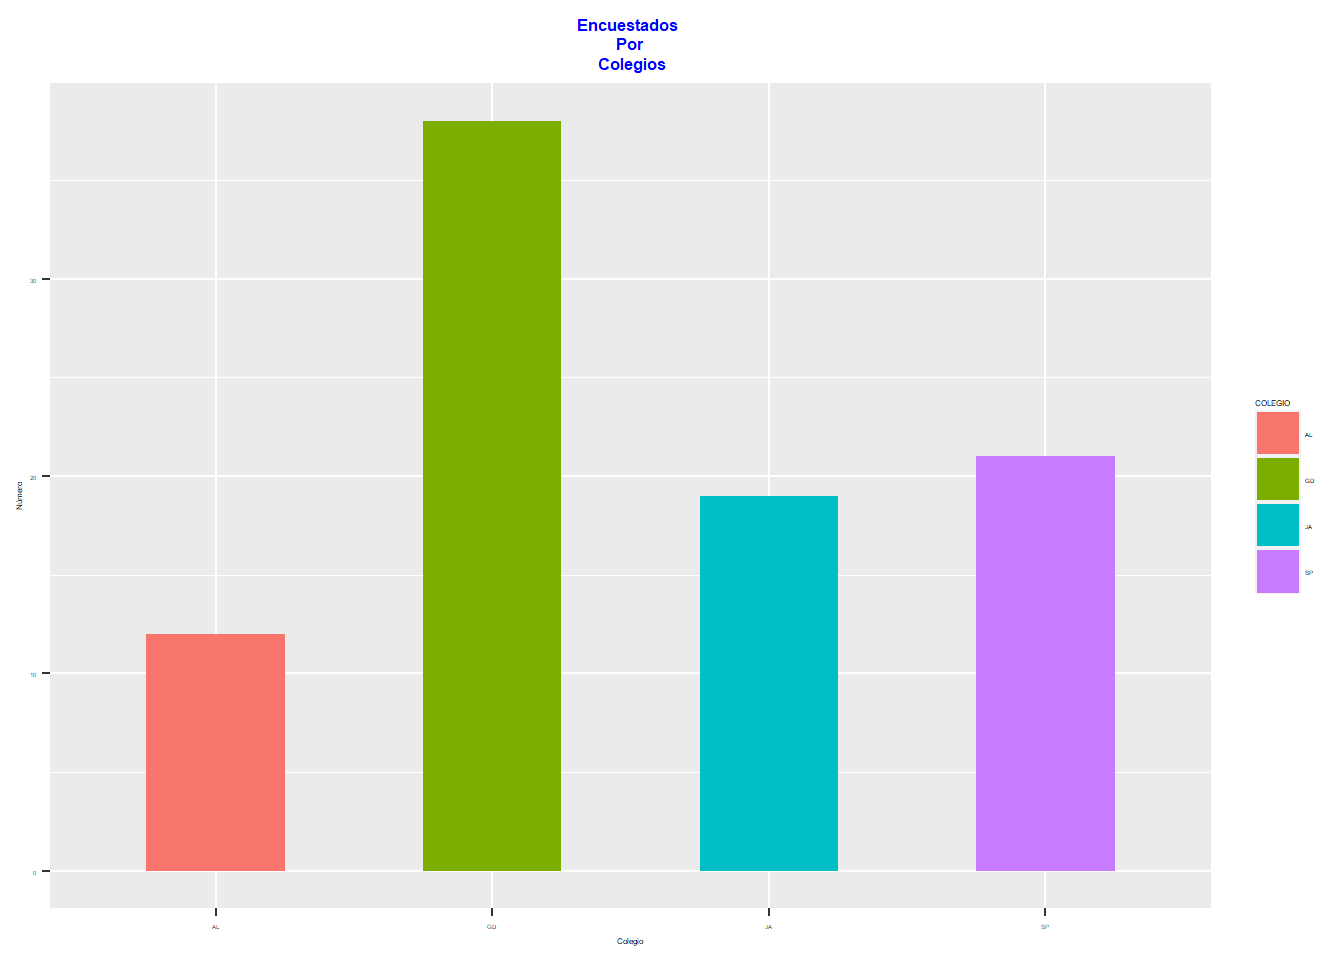 Encuestados
Por
Colegios
Número
30
20
10
0
AL
GD
JA
SP
Colegio
COLEGIO
AL
GD
JA
SP